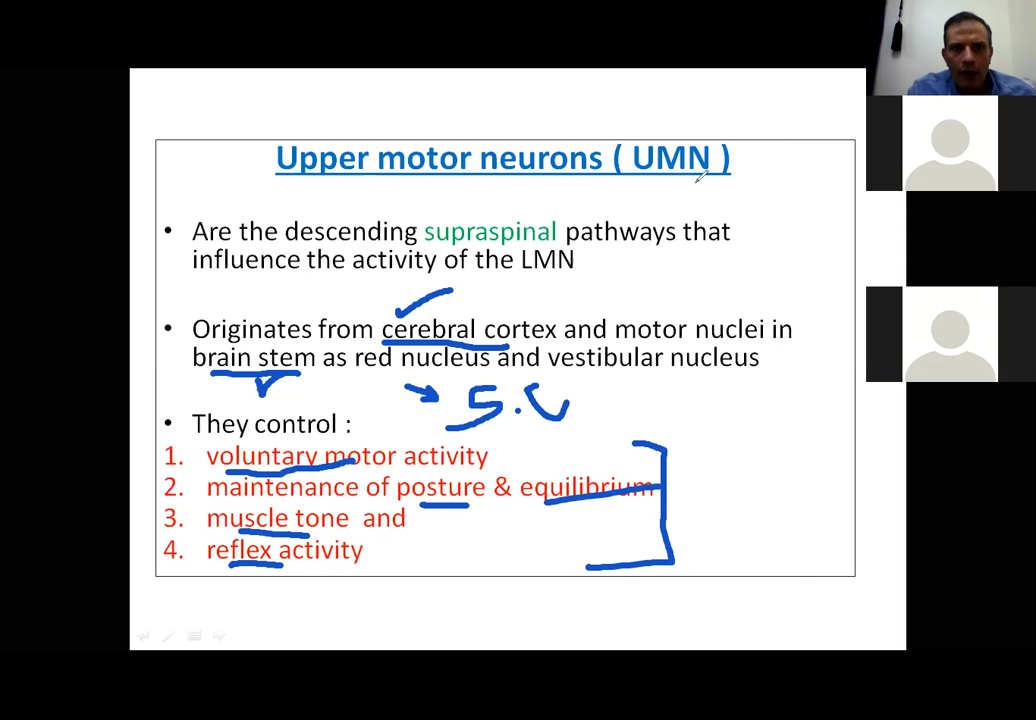 Upper motor neurons ( UMN )
• Are the descending supraspinal pathways that
influence the activity of the LMN
• Originates from cerebral cortex and motor nuclei in
brain stem as red nucleus and vestibular nucleus
• They control :
1. voluntary motor activity
2. maintenance of posture & equilibrium
3. muscle tone and
4. reflex activity